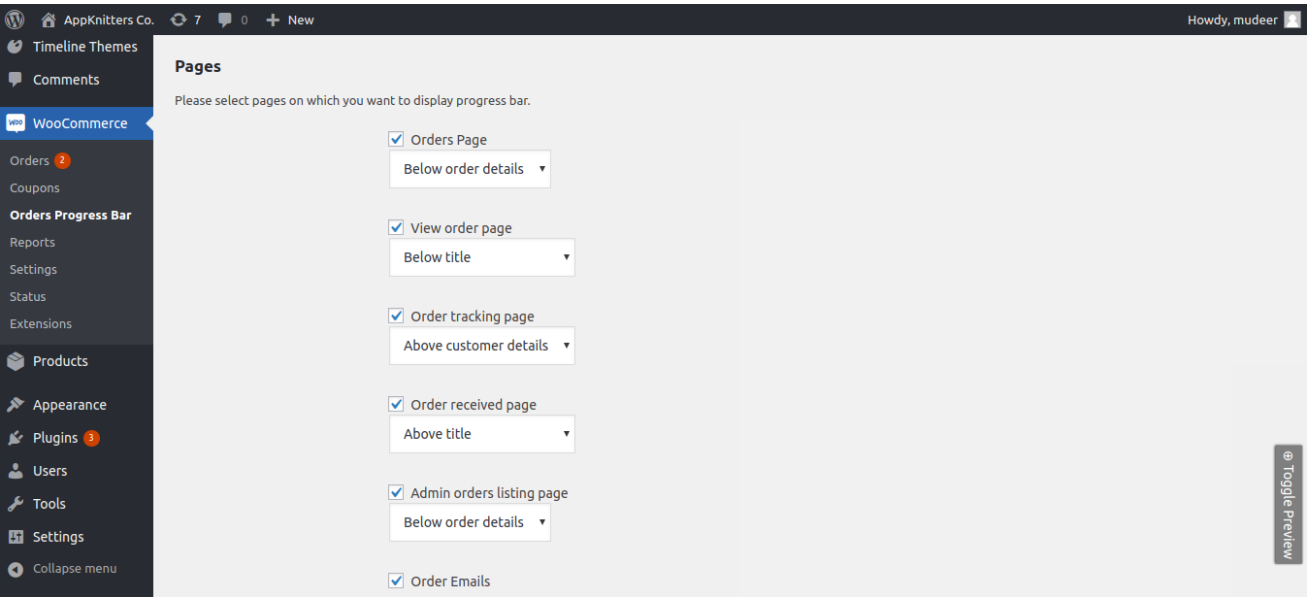 AppKnitters Co. 7 0 + New Howdy, mudeer
Timeline Themes
Comments
WOO WooCommerce
Orders 2
Coupons
Orders Progress Bar
Reports
Settings
Status
Extensions
Products
Appearance
Plugins 3
Users
Tools
Settings
Collapse menu
Pages
Please select pages on which you want to display progress bar.
Orders Page
Below order details
View order page
Below title
Order tracking page
Above customer details
Order received page
Above title
Admin orders listing page
Below order details
Order Emails
⊕ Toggle Preview